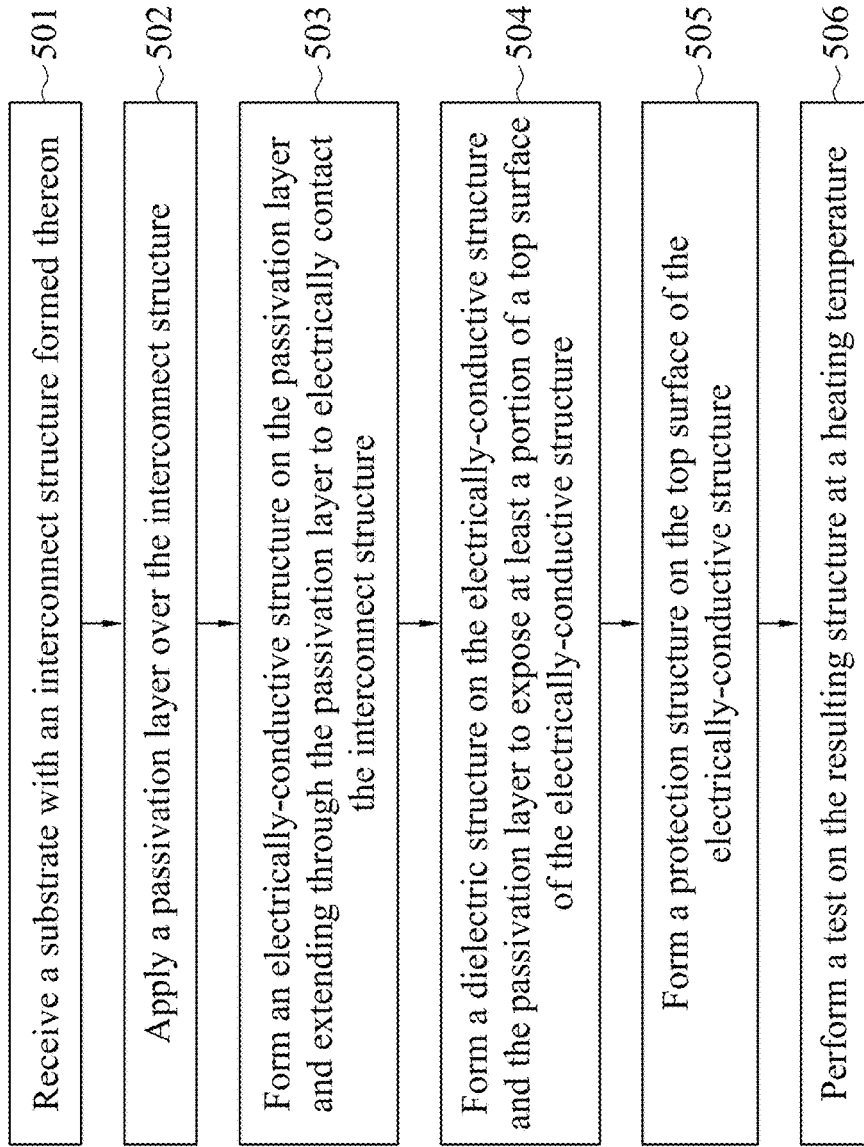 Receive a substrate with an interconnect structure formed thereon
501
Apply a passivation layer over the interconnect structure
502
Form an electrically-conductive structure on the passivation layer
and extending through the passivation layer to electrically contact
the interconnect structure
503
Form a dielectric structure on the electrically-conductive structure
and the passivation layer to expose at least a portion of a top surface
of the electrically-conductive structure
504
Form a protection structure on the top surface of the
electrically-conductive structure
505
Perform a test on the resulting structure at a heating temperature
506